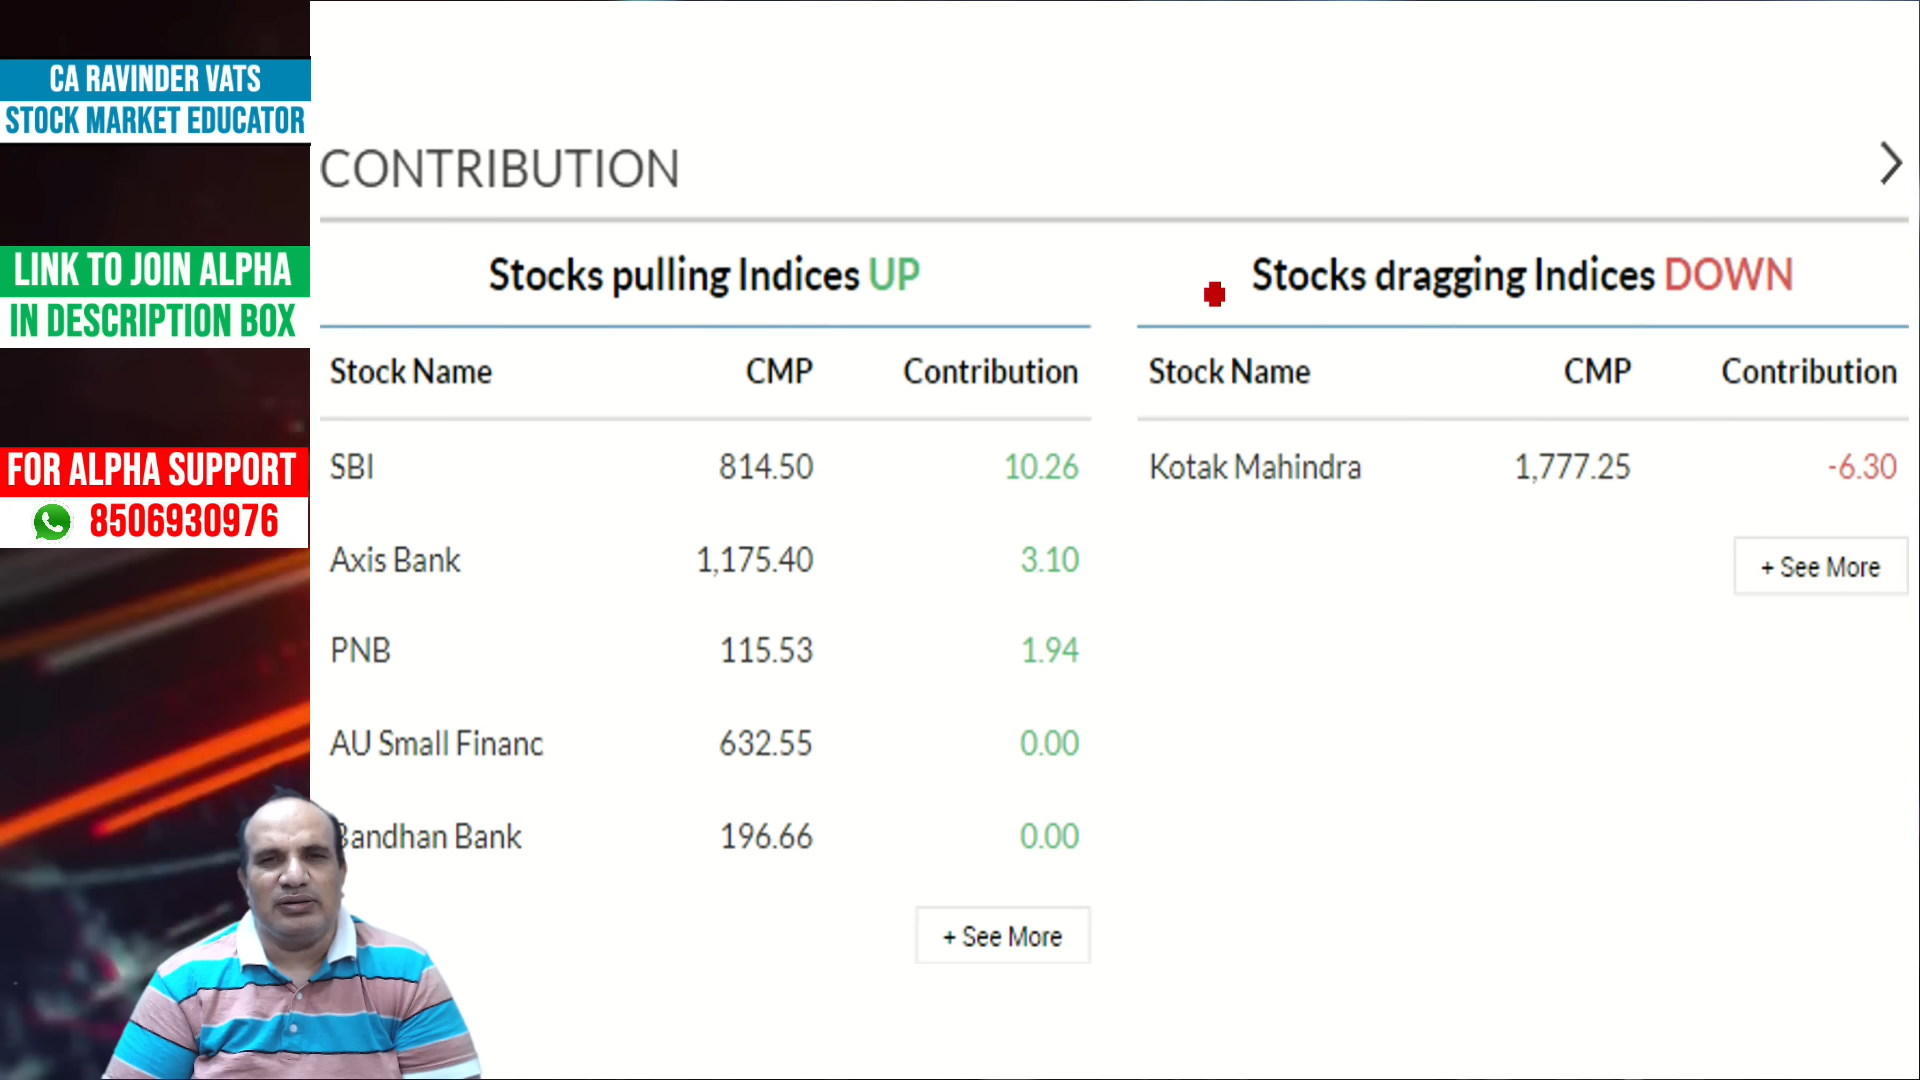 CA RAVINDER VATS
STOCK MARKET EDUCATOR
LINK TO JOIN ALPHA
IN DESCRIPTION BOX
FOR ALPHA SUPPORT
8506930976
CONTRIBUTION
Stocks pulling Indices UP
Stock Name CMP Contribution
SBI 814.50 10.26
Axis Bank 1,175.40 3.10
PNB 115.53 1.94
AU Small Financ 632.55 0.00
Bandhan Bank 196.66 0.00
+ See More
Stocks dragging Indices DOWN
Stock Name CMP Contribution
Kotak Mahindra 1,777.25 -6.30
+ See More